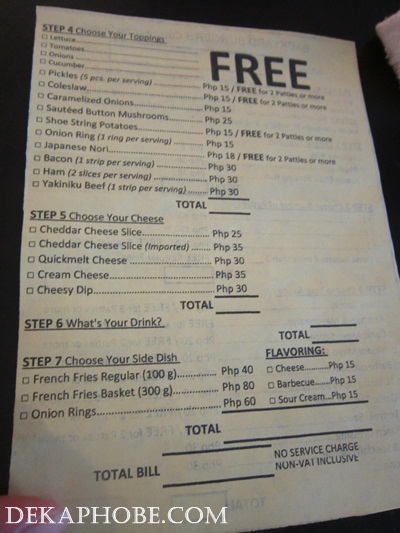 STEP 4 Choose Your Toppings
□ Lettuce
□ Tomatoes
□ Onions
□ Cucumber
FREE
□ Pickles (5 pcs. per serving) Php 15 / FREE for 2 Patties or more
□ Coleslaw Php 15 / FREE for 2 Patties or more
□ Caramelized Onions Php 15
□ Sautéed Button Mushrooms Php 25
□ Shoe String Potatoes Php 15 / FREE for 2 Patties or more
□ Onion Ring (1 ring per serving) Php 15
□ Japanese Nori Php 18 / FREE for 2 Patties or more
□ Bacon (1 strip per serving) Php 30
□ Ham (2 slices per serving) Php 30
□ Yakiniku Beef (1 strip per serving) Php 30
TOTAL
STEP 5 Choose Your Cheese
□ Cheddar Cheese Slice Php 25
□ Cheddar Cheese Slice (Imported) Php 35
□ Quickmelt Cheese Php 30
□ Cream Cheese Php 35
□ Cheesy Dip Php 30
TOTAL
STEP 6 What's Your Drink?
TOTAL
STEP 7 Choose Your Side Dish
□ French Fries Regular (100 g) Php 40
□ French Fries Basket (300 g) Php 80
□ Onion Rings Php 60
FLAVORING:
□ Cheese Php 15
□ Barbecue Php 15
□ Sour Cream Php 15
TOTAL
TOTAL BILL
NO SERVICE CHARGE
NON-VAT INCLUSIVE
DEKAPHOBE.COM